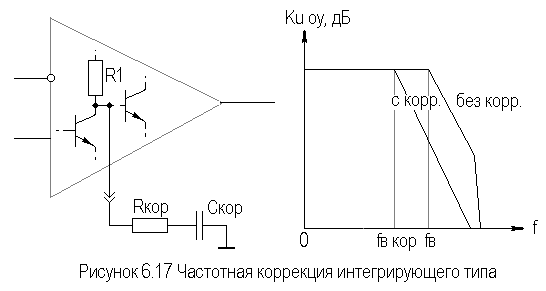 Ku оу, дБ
R1
с корр.
без корр.
Rкор
Cкор
0
fв кор
fв
f
Рисунок 6.17 Частотная коррекция интегрирующего типа